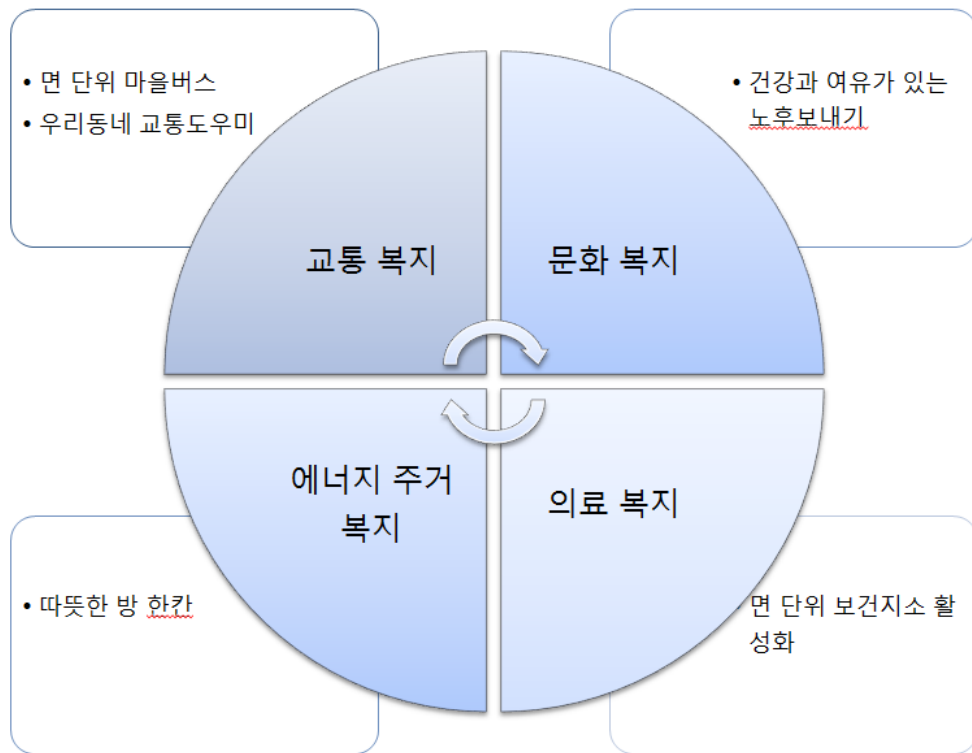 • 면 단위 마을버스
• 우리동네 교통도우미
• 건강과 여유가 있는
노후보내기
교통 복지
문화 복지
에너지 주거
복지
의료 복지
• 따뜻한 방 한칸
• 면 단위 보건지소 활
성화